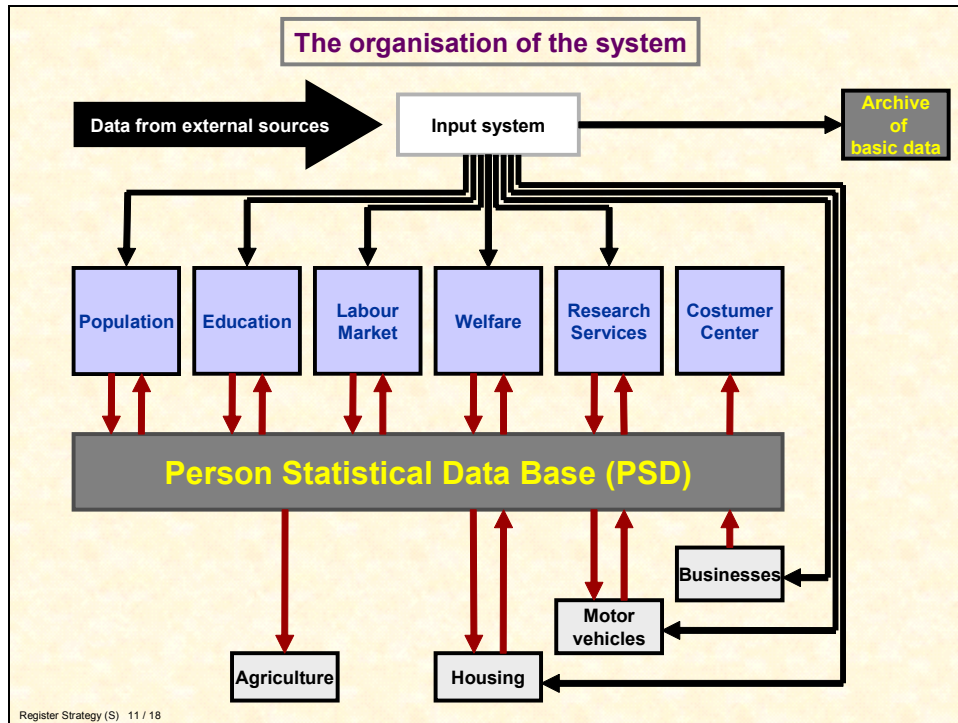 The organisation of the system
Data from external sources
Input system
Archive
of
basic data
Population
Education
Labour
Market
Welfare
Research
Services
Costumer
Center
Person Statistical Data Base (PSD)
Businesses
Motor
vehicles
Agriculture
Housing
Register Strategy (S) 11 / 18